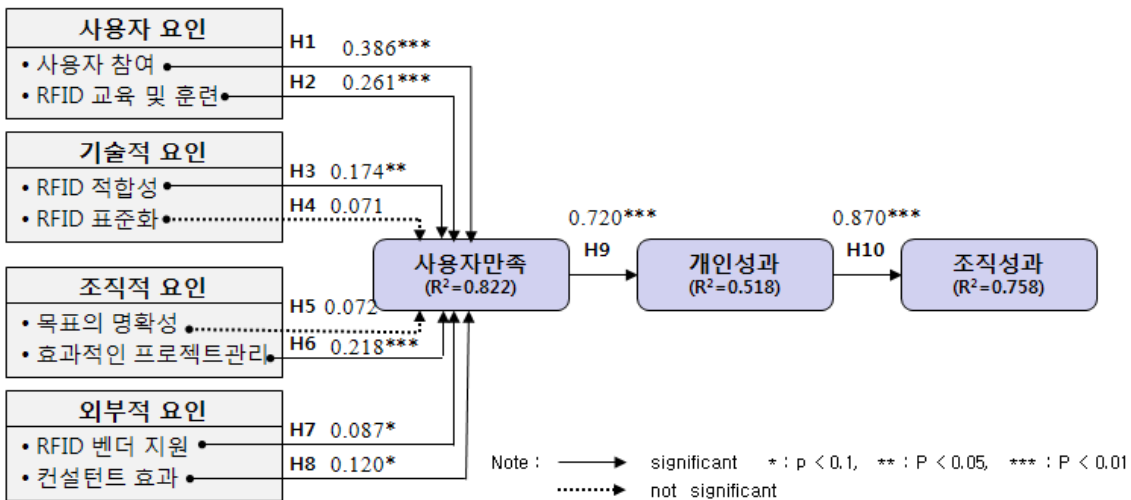 사용자 요인
• 사용자 참여
• RFID 교육 및 훈련
H1 0.386***
H2 0.261***
기술적 요인
• RFID 적합성
• RFID 표준화
H3 0.174**
H4 0.071
조직적 요인
• 목표의 명확성
• 효과적인 프로젝트관리
H5 0.072
H6 0.218***
외부적 요인
• RFID 벤더 지원
• 컨설턴트 효과
H7 0.087*
H8 0.120*
사용자만족
(R²=0.822)
0.720***
H9
개인성과
(R²=0.518)
0.870***
H10
조직성과
(R²=0.758)
Note : significant * : p < 0.1, ** : P < 0.05, *** : P < 0.01
not significant